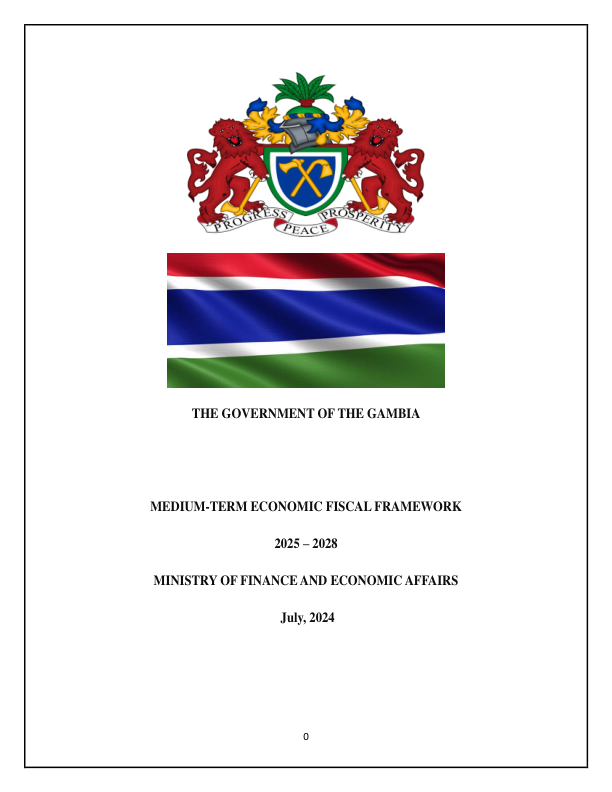 PROGRESS
PEACE
PROSPERITY
THE GOVERNMENT OF THE GAMBIA
MEDIUM-TERM ECONOMIC FISCAL FRAMEWORK
2025 – 2028
MINISTRY OF FINANCE AND ECONOMIC AFFAIRS
July, 2024
0